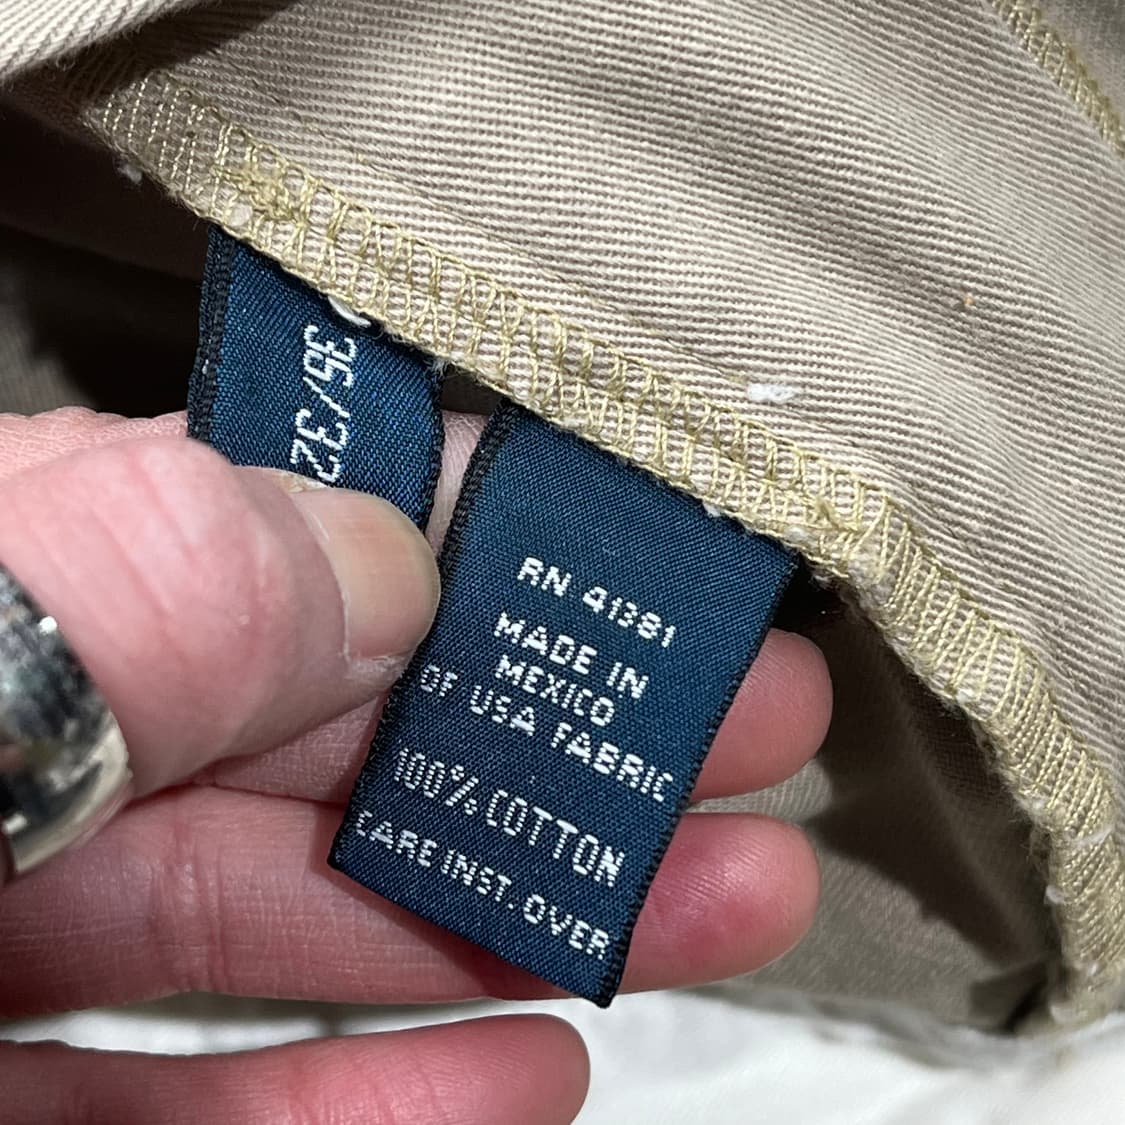 36/32
RN 41381
MADE IN
MEXICO
OF USA FABRIC
100% COTTON
CARE INST. OVER